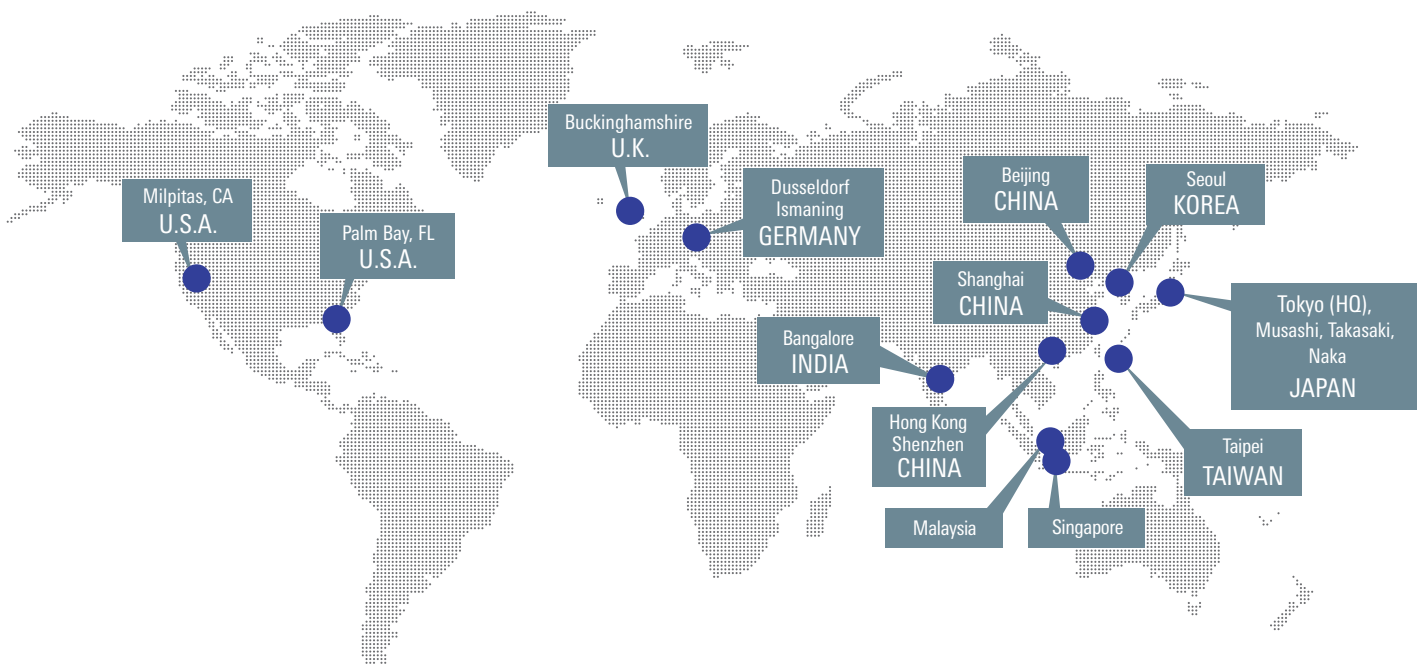 Buckinghamshire
U.K.
Milpitas, CA
U.S.A.
Palm Bay, FL
U.S.A.
Dusseldorf
Ismaning
GERMANY
Beijing
CHINA
Seoul
KOREA
Shanghai
CHINA
Tokyo (HQ),
Musashi, Takasaki,
Naka
JAPAN
Bangalore
INDIA
Hong Kong
Shenzhen
CHINA
Taipei
TAIWAN
Malaysia
Singapore